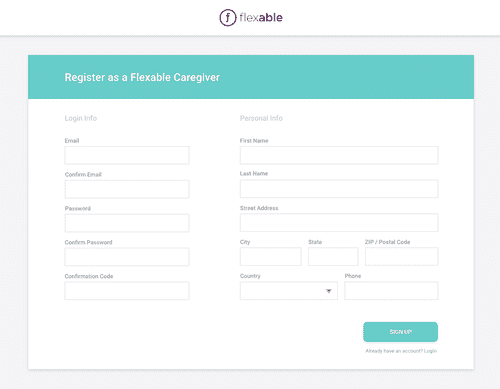 f flexable
Register as a Flexable Caregiver
Login Info
Email
Confirm Email
Password
Confirm Password
Confirmation Code
Personal Info
First Name
Last Name
Street Address
City State ZIP / Postal Code
Country Phone
SIGN UP
Already have an account? Login